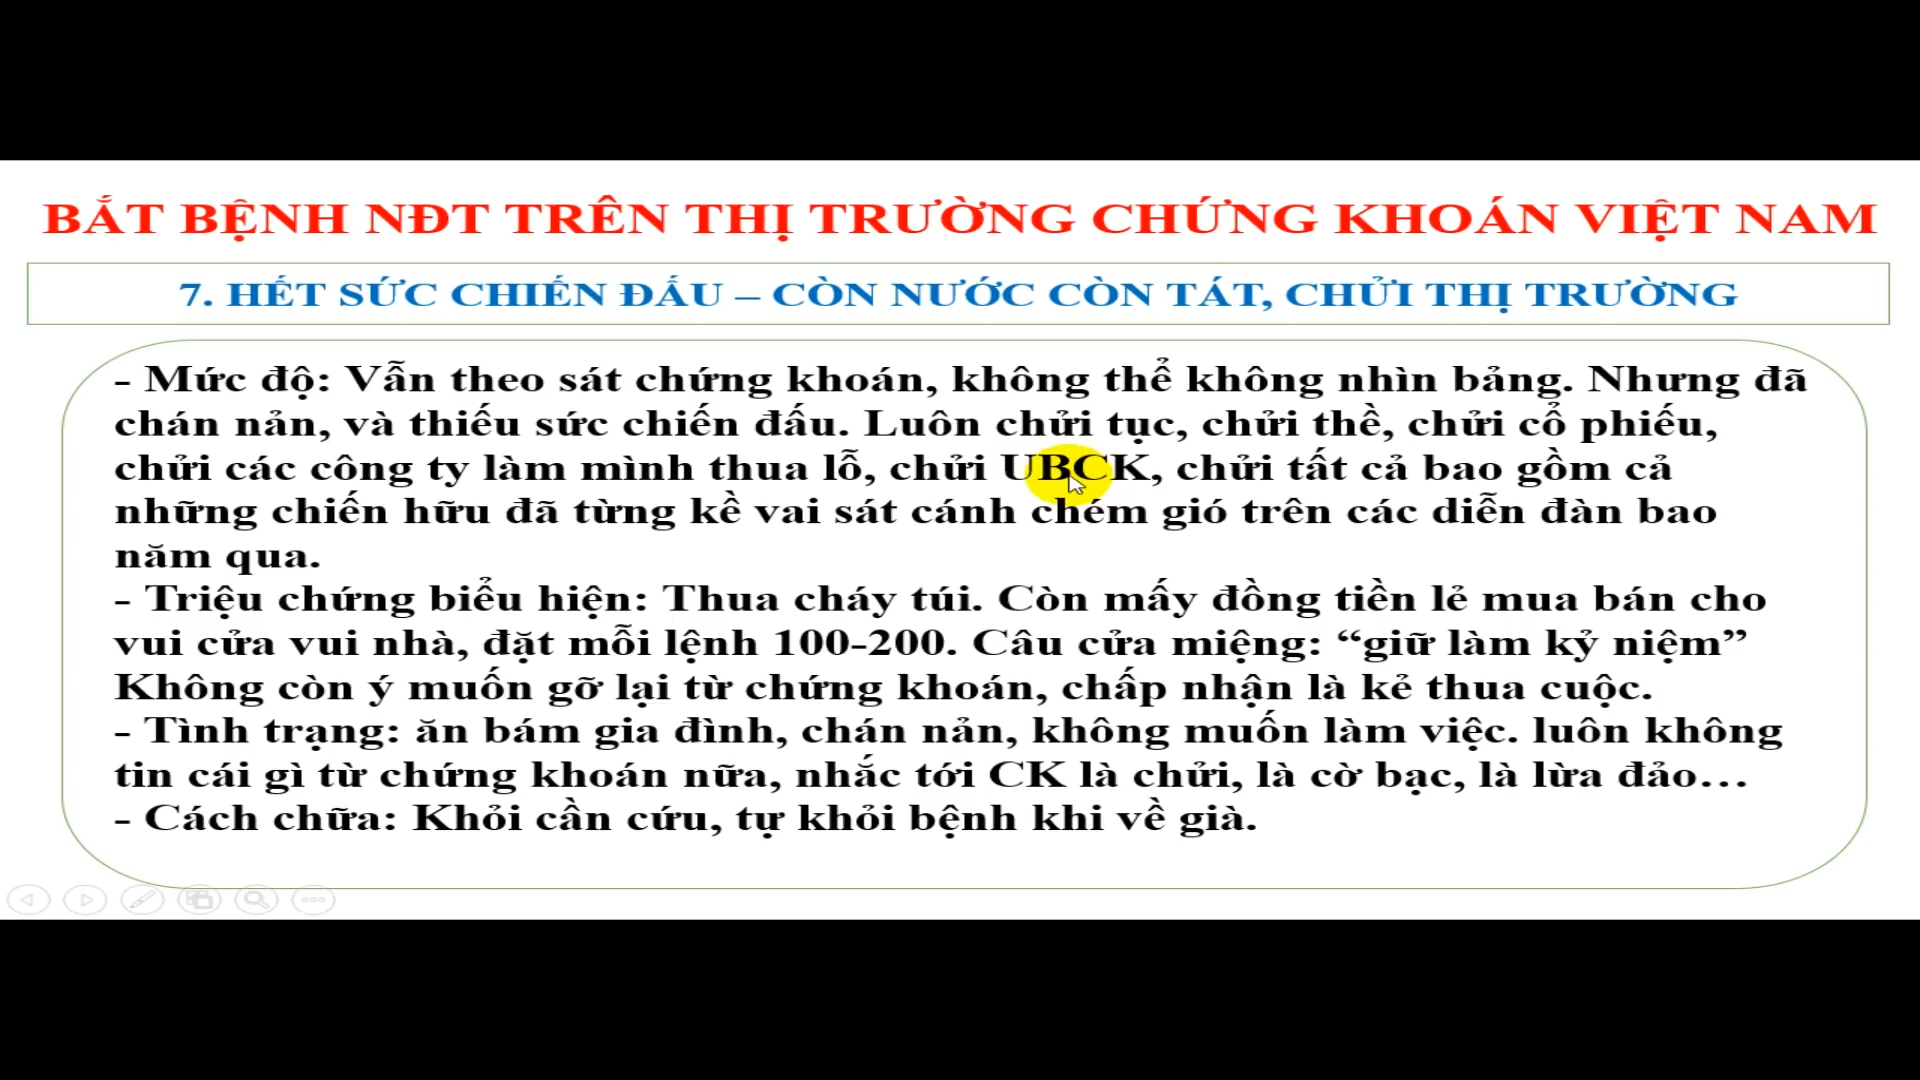 BẮT BỆNH NĐT TRÊN THỊ TRƯỜNG CHỨNG KHOÁN VIỆT NAM
7. HẾT SỨC CHIẾN ĐẤU – CÒN NƯỚC CÒN TÁT, CHỬI THỊ TRƯỜNG
- Mức độ: Vẫn theo sát chứng khoán, không thể không nhìn bảng. Nhưng đã
chán nản, và thiếu sức chiến đấu. Luôn chửi tục, chửi thề, chửi cổ phiếu,
chửi các công ty làm mình thua lỗ, chửi UBCK, chửi tất cả bao gồm cả
những chiến hữu đã từng kề vai sát cánh chém gió trên các diễn đàn bao
năm qua.
- Triệu chứng biểu hiện: Thua cháy túi. Còn mấy đồng tiền lẻ mua bán cho
vui cửa vui nhà, đặt mỗi lệnh 100-200. Câu cửa miệng: “giữ làm kỷ niệm”
Không còn ý muốn gỡ lại từ chứng khoán, chấp nhận là kẻ thua cuộc.
- Tình trạng: ăn bám gia đình, chán nản, không muốn làm việc. luôn không
tin cái gì từ chứng khoán nữa, nhắc tới CK là chửi, là cờ bạc, là lừa đảo…
- Cách chữa: Khỏi cần cứu, tự khỏi bệnh khi về già.